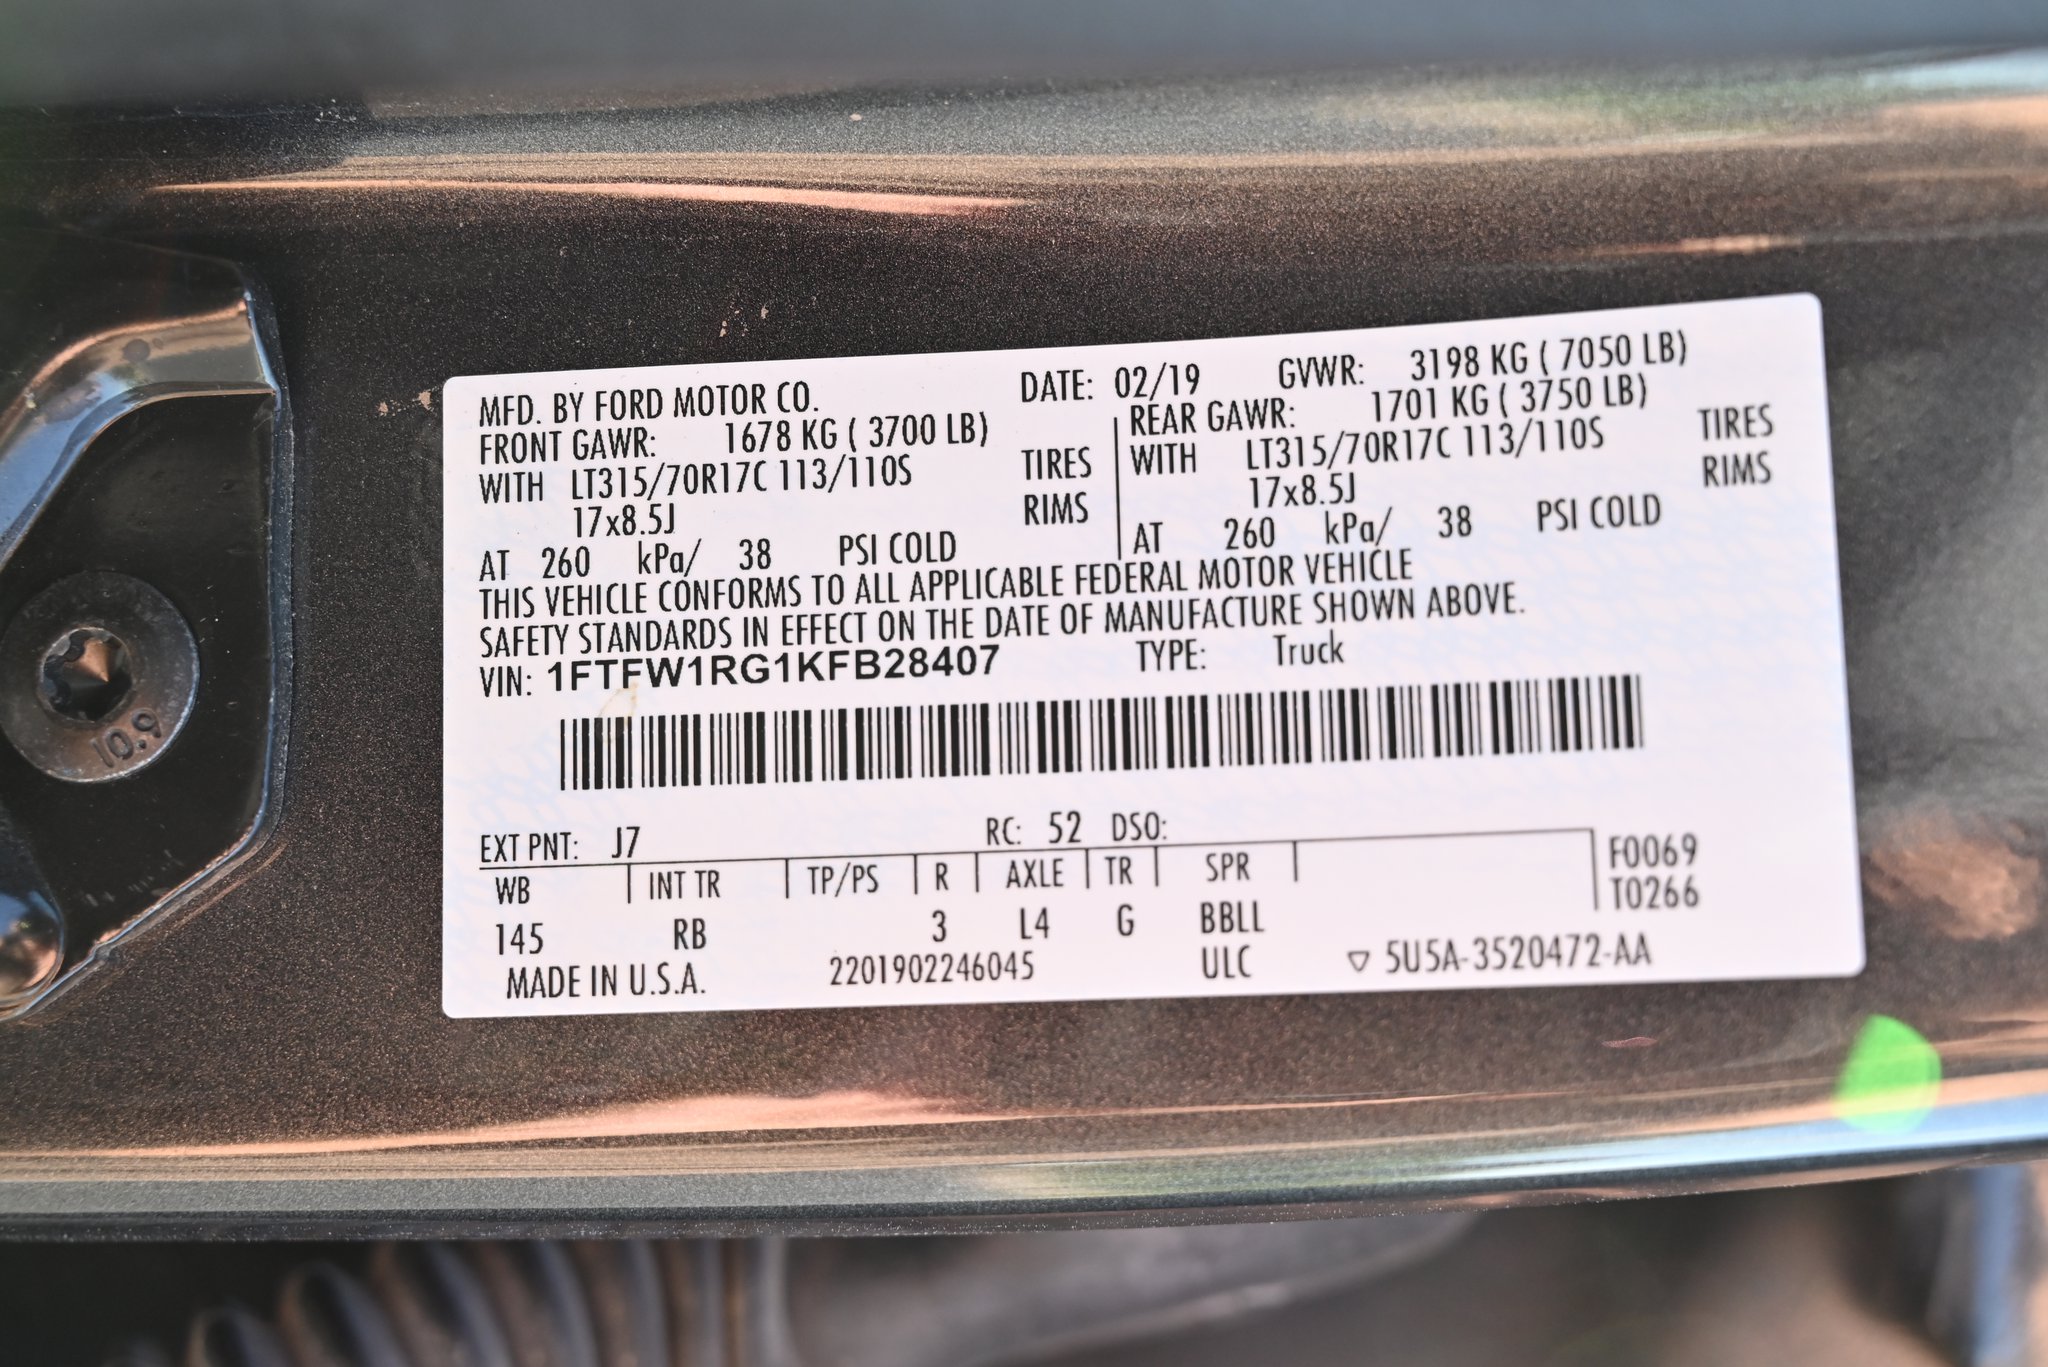 MFD. BY FORD MOTOR CO. DATE: 02/19 GVWR: 3198 KG ( 7050 LB)
FRONT GAWR: 1678 KG ( 3700 LB) REAR GAWR: 1701 KG ( 3750 LB)
WITH LT315/70R17C 113/110S TIRES WITH LT315/70R17C 113/110S TIRES
17x8.5J RIMS 17x8.5J RIMS
AT 260 kPa/ 38 PSI COLD AT 260 kPa/ 38 PSI COLD
THIS VEHICLE CONFORMS TO ALL APPLICABLE FEDERAL MOTOR VEHICLE
SAFETY STANDARDS IN EFFECT ON THE DATE OF MANUFACTURE SHOWN ABOVE.
VIN: 1FTFW1RG1KFB28407 TYPE: Truck
EXT PNT: J7 RC: 52 DSO:
WB INT TR TP/PS R AXLE TR SPR F0069
T0266
145 RB 3 L4 G BBLL
MADE IN U.S.A. 2201902246045 ULC ▽ 5U5A-3520472-AA
10.9